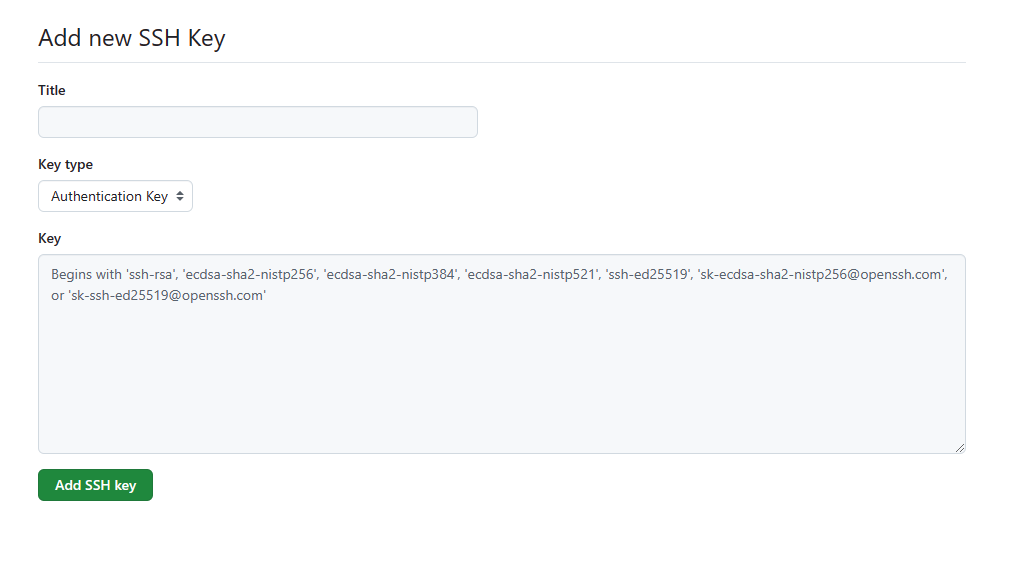 Add new SSH Key
Title
Key type
Authentication Key
Key
Begins with 'ssh-rsa', 'ecdsa-sha2-nistp256', 'ecdsa-sha2-nistp384', 'ecdsa-sha2-nistp521', 'ssh-ed25519', 'sk-ecdsa-sha2-nistp256@openssh.com',
or 'sk-ssh-ed25519@openssh.com'
Add SSH key